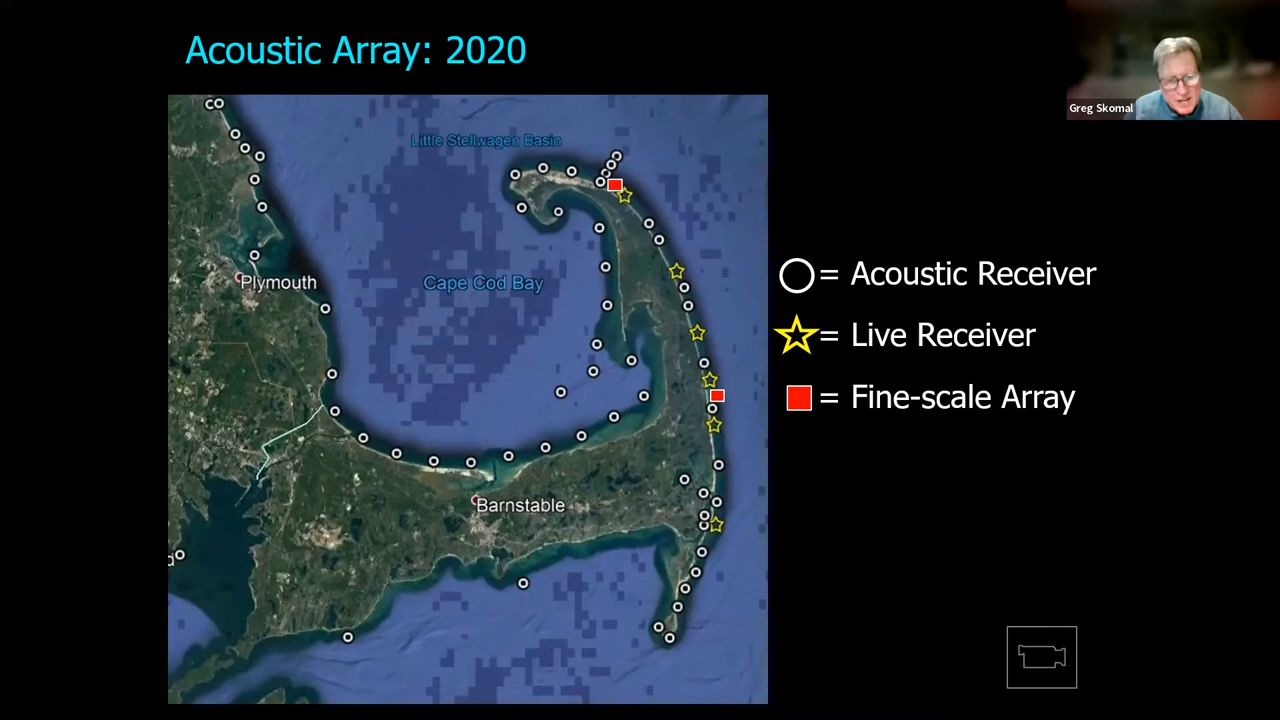 Acoustic Array: 2020
Greg Skomal
Little Stellwagen Basin
Cape Cod Bay
Plymouth
Barnstable
= Acoustic Receiver
= Live Receiver
= Fine-scale Array